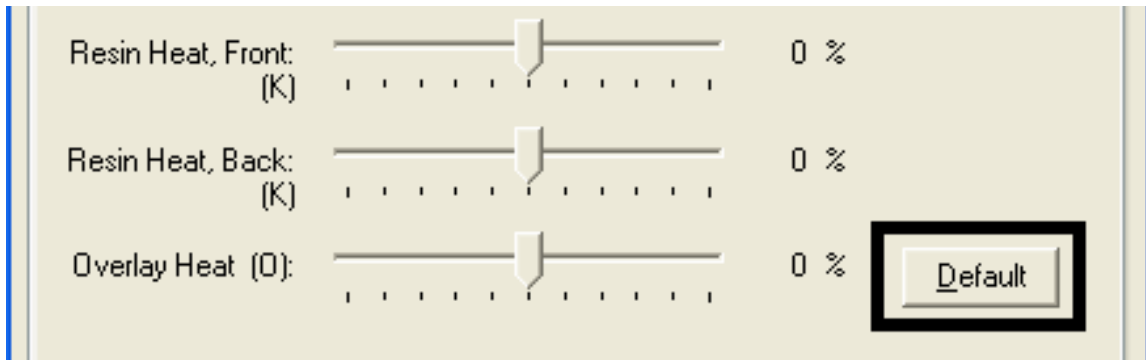 Resin Heat, Front: 0 %
(K)
Resin Heat, Back: 0 %
(K)
Overlay Heat (O): 0 %
Default